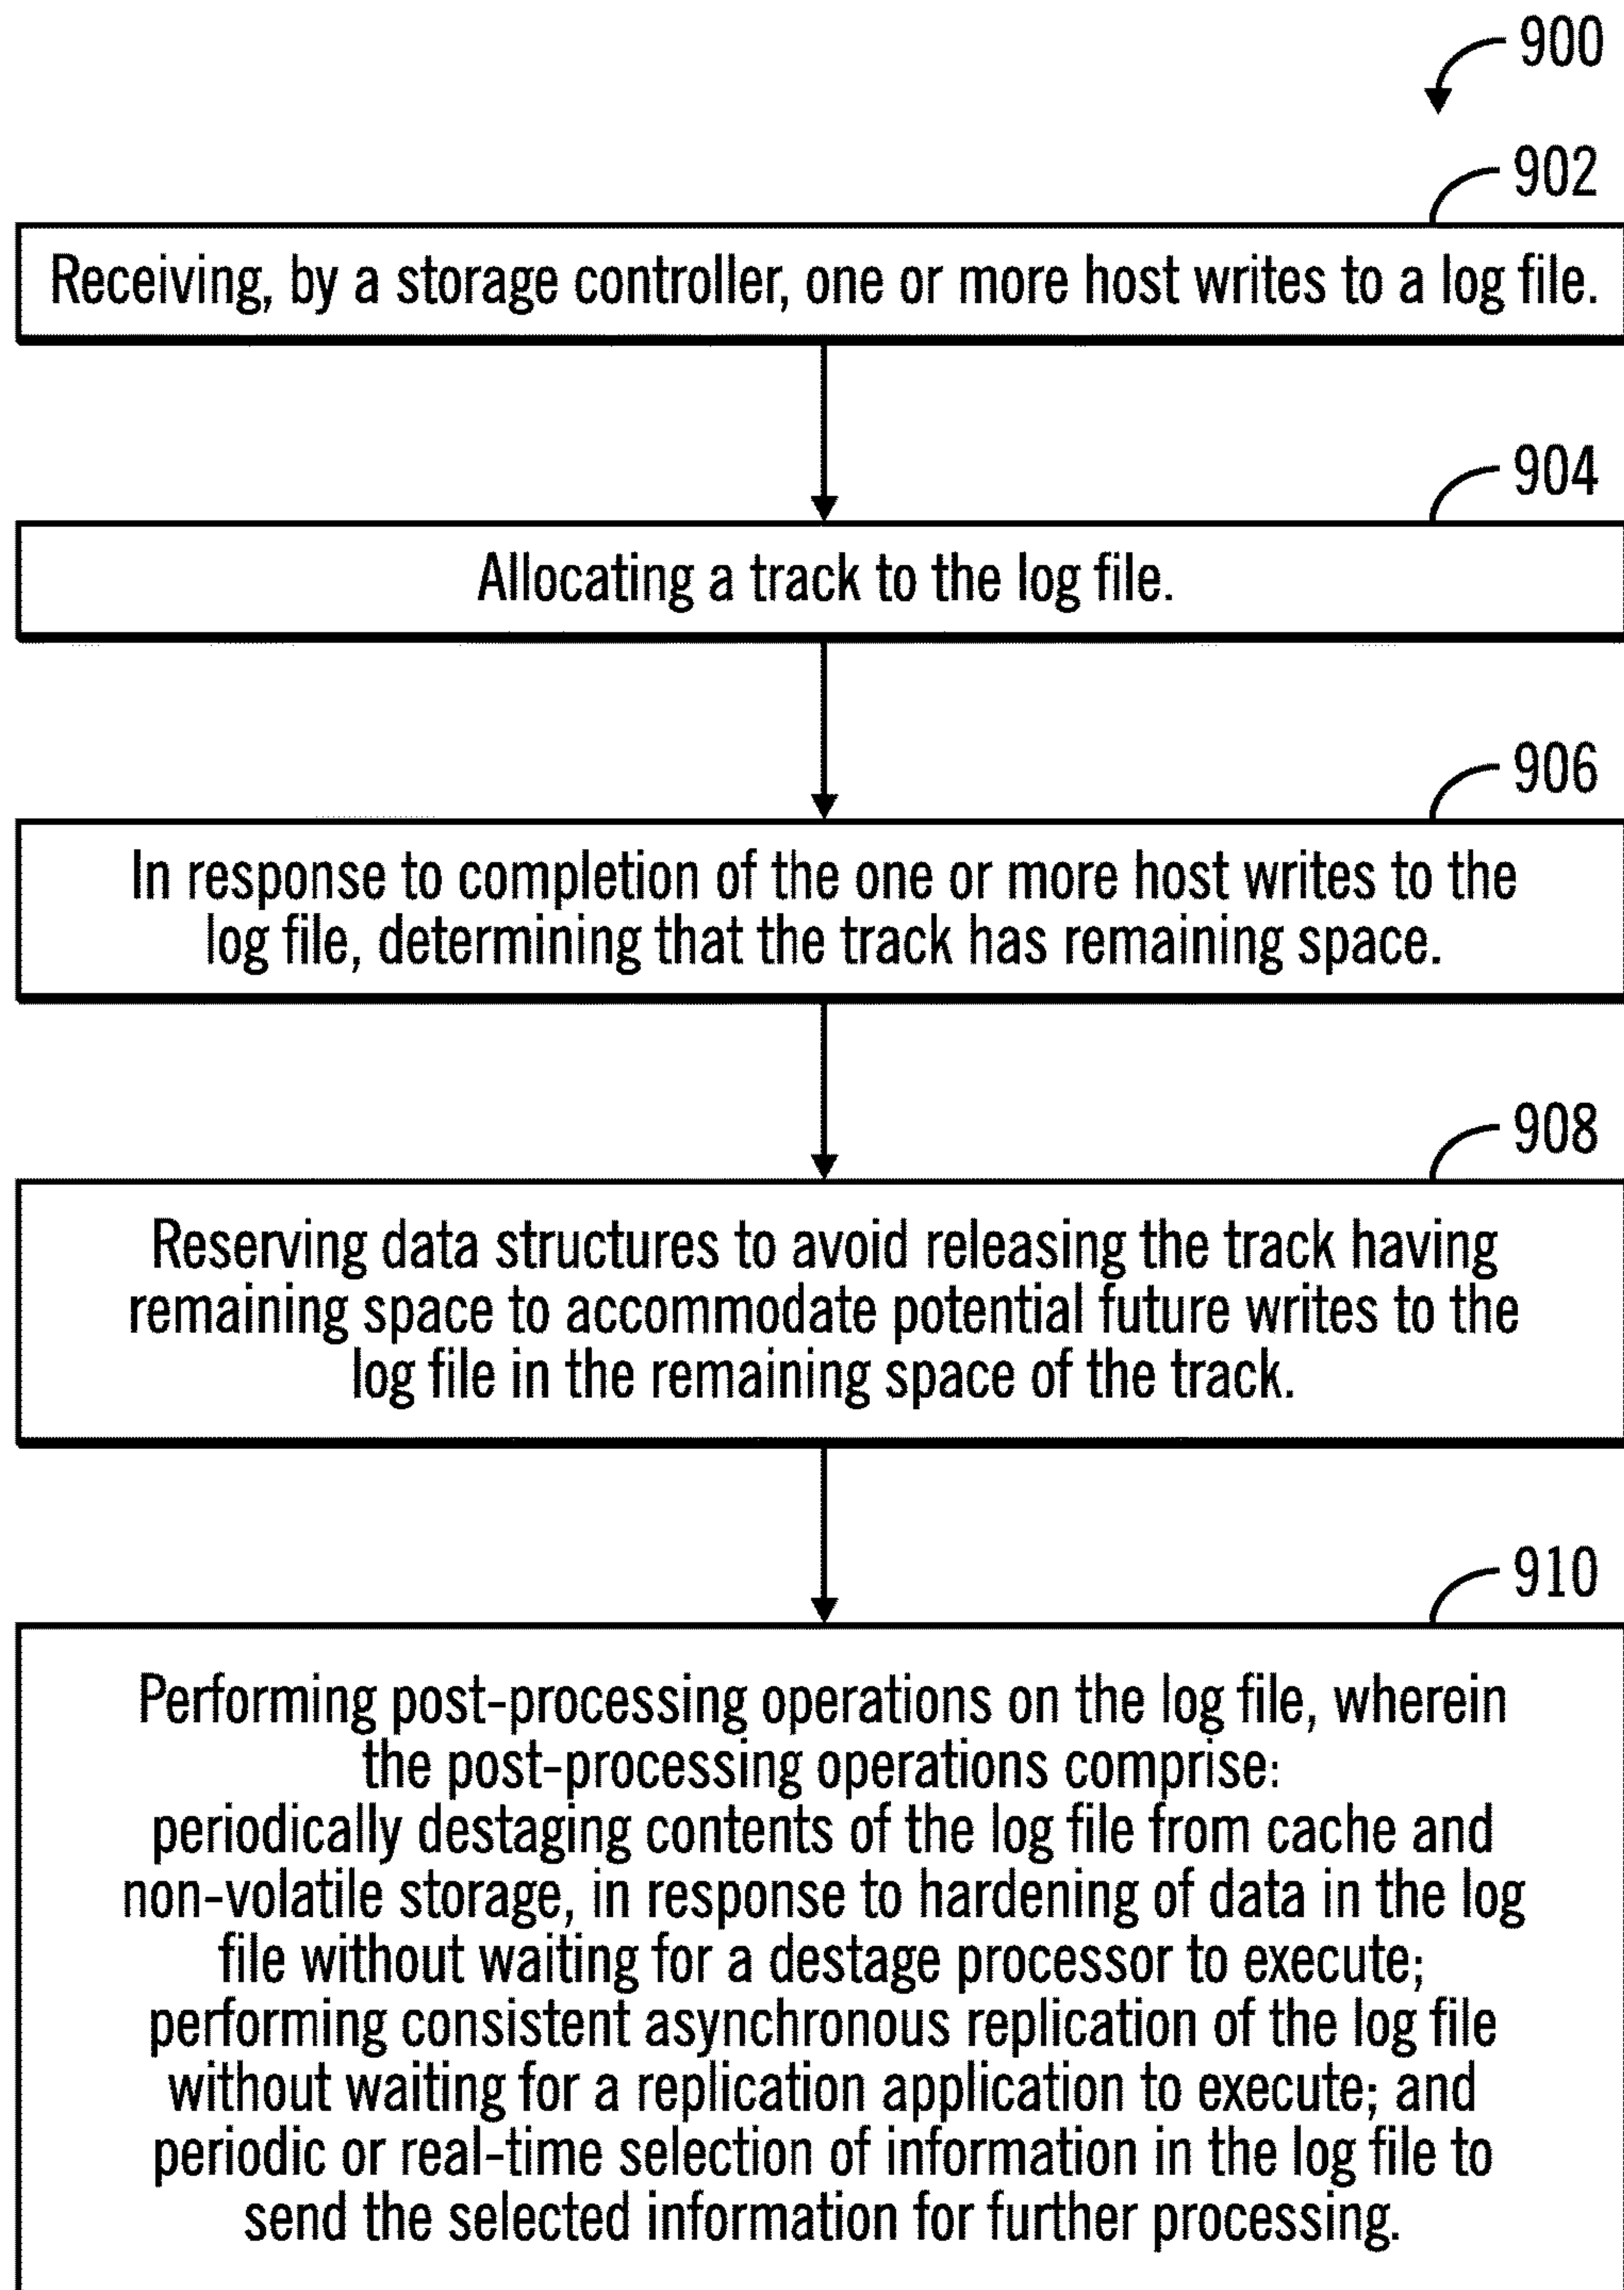 900
902
Receiving, by a storage controller, one or more host writes to a log file.
904
Allocating a track to the log file.
906
In response to completion of the one or more host writes to the
log file, determining that the track has remaining space.
908
Reserving data structures to avoid releasing the track having
remaining space to accommodate potential future writes to the
log file in the remaining space of the track.
910
Performing post-processing operations on the log file, wherein
the post-processing operations comprise:
periodically destaging contents of the log file from cache and
non-volatile storage, in response to hardening of data in the log
file without waiting for a destage processor to execute;
performing consistent asynchronous replication of the log file
without waiting for a replication application to execute; and
periodic or real-time selection of information in the log file to
send the selected information for further processing.